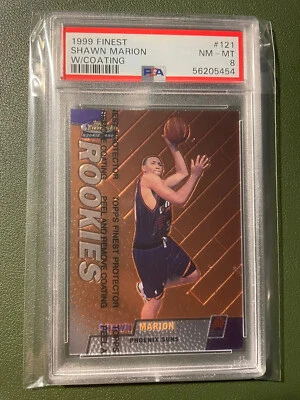 1999 FINEST #121
SHAWN MARION NM - MT
W/COATING 8
PSA 56205454
ROOKIES
TOPPS FINEST PROTECTOR
PEEL AND REMOVE COATING
MARION
PHOENIX SUNS